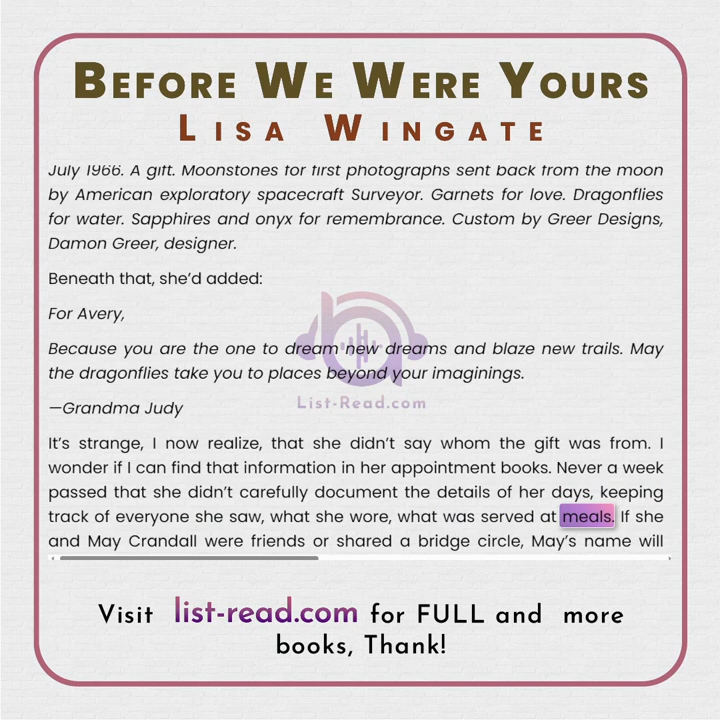 BEFORE WE WERE YOURS
LISA WINGATE
July 1966. A gift. Moonstones for first photographs sent back from the moon
by American exploratory spacecraft Surveyor. Garnets for love. Dragonflies
for water. Sapphires and onyx for remembrance. Custom by Greer Designs,
Damon Greer, designer.
Beneath that, she’d added:
For Avery,
Because you are the one to dream new dreams and blaze new trails. May
the dragonflies take you to places beyond your imaginings.
List-Read.com
—Grandma Judy
It’s strange, I now realize, that she didn’t say whom the gift was from. I
wonder if I can find that information in her appointment books. Never a week
passed that she didn’t carefully document the details of her days, keeping
track of everyone she saw, what she wore, what was served at meals. If she
and May Crandall were friends or shared a bridge circle, May’s name will
Visit list-read.com for FULL and more
books, Thank!